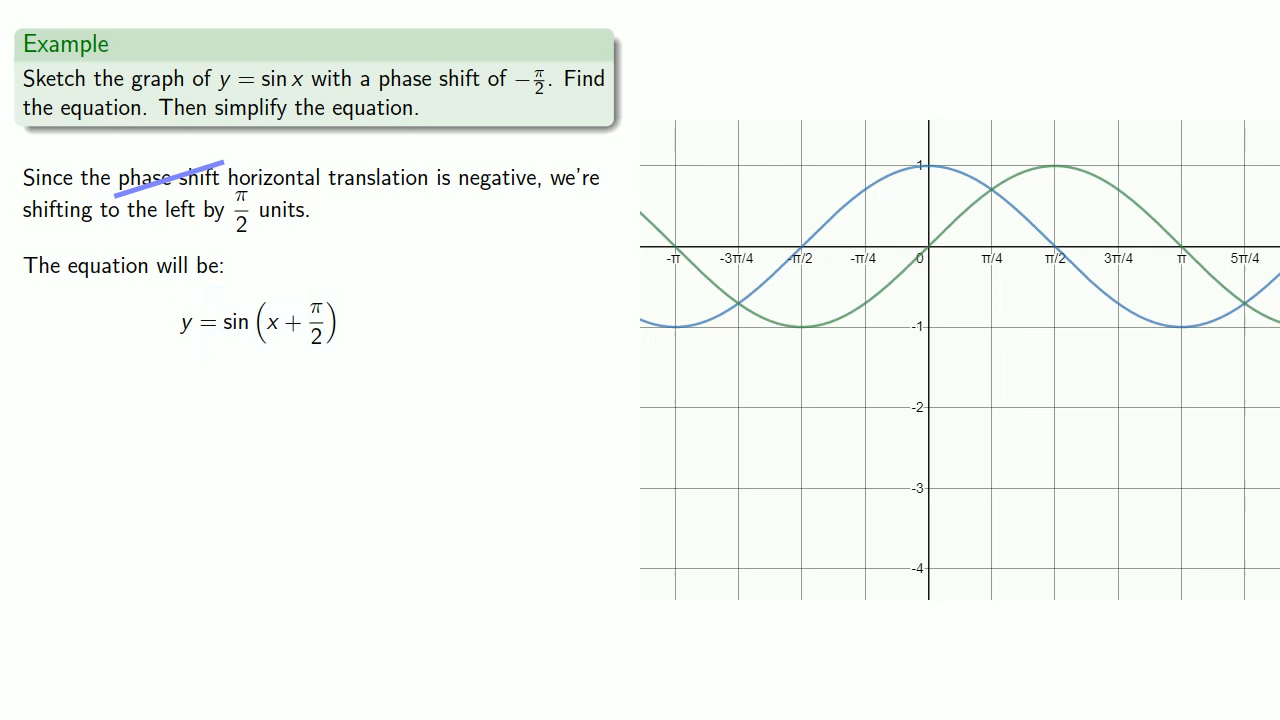 Example
Sketch the graph of y = sin x with a phase shift of −π/2. Find
the equation. Then simplify the equation.
Since the phase shift horizontal translation is negative, we're
shifting to the left by π/2 units.
The equation will be:
y = sin (x + π/2)
1
-π -3π/4 -π/2 -π/4 0 π/4 π/2 3π/4 π 5π/4
-1
-2
-3
-4